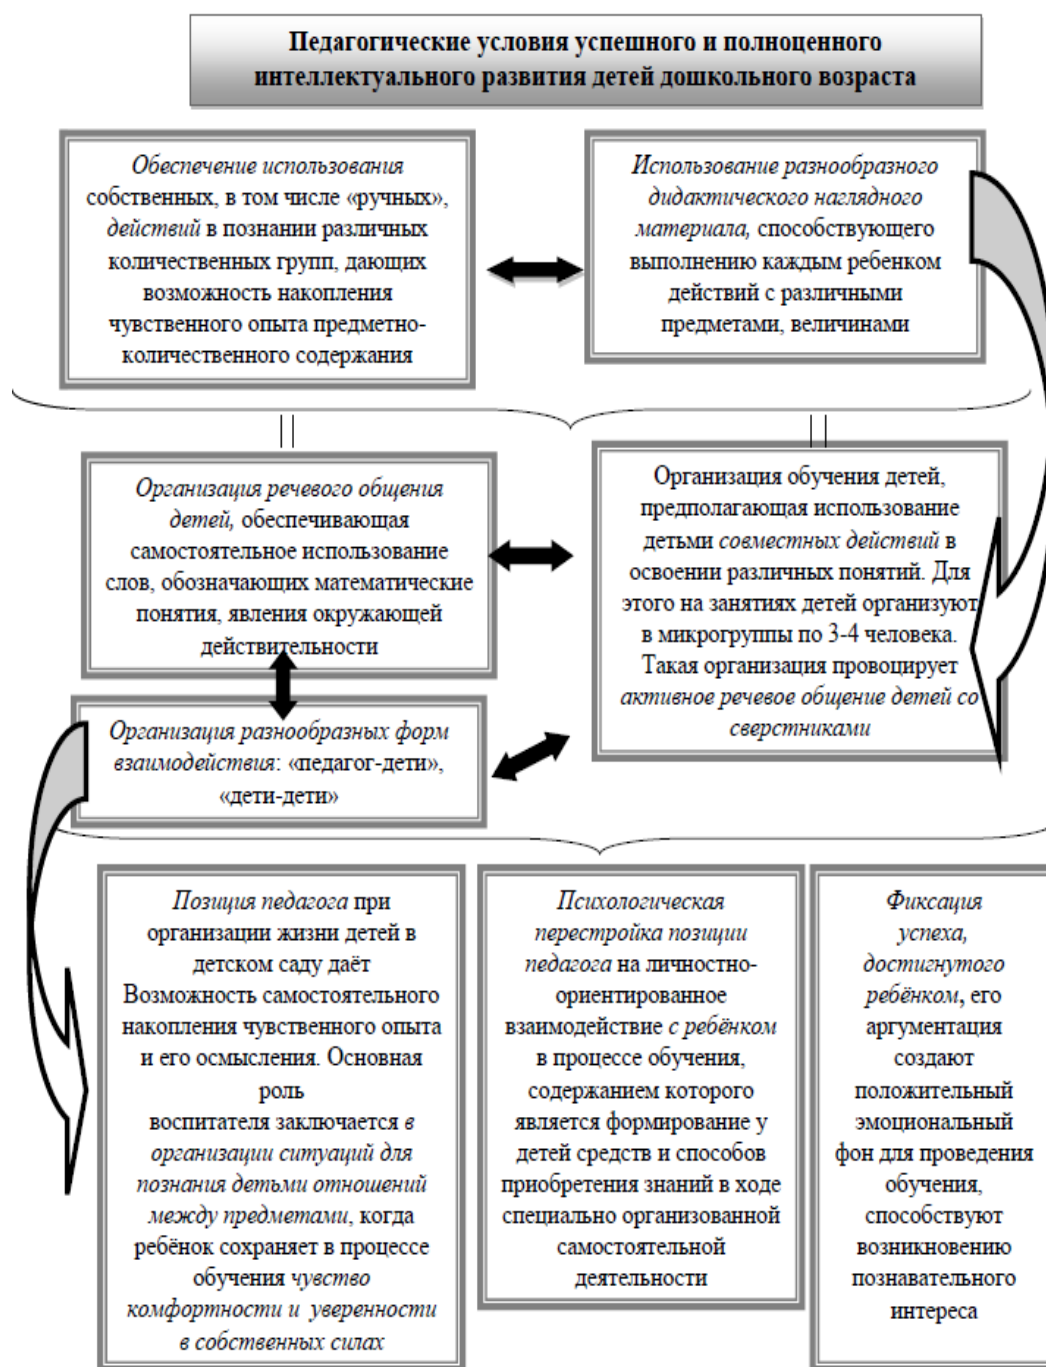 Педагогические условия успешного и полноценного
интеллектуального развития детей дошкольного возраста
Обеспечение использования
собственных, в том числе «ручных»,
действий в познании различных
количественных групп, дающих
возможность накопления
чувственного опыта предметно-
количественного содержания
Использование разнообразного
дидактического наглядного
материала, способствующего
выполнению каждым ребенком
действий с различными
предметами, величинами
Организация речевого общения
детей, обеспечивающая
самостоятельное использование
слов, обозначающих математические
понятия, явления окружающей
действительности
Организация обучения детей,
предполагающая использование
детьми совместных действий в
освоении различных понятий. Для
этого на занятиях детей организуют
в микрогруппы по 3-4 человека.
Такая организация провоцирует
активное речевое общение детей со
сверстниками
Организация разнообразных форм
взаимодействия: «педагог-дети»,
«дети-дети»
Позиция педагога при
организации жизни детей в
детском саду даёт
Возможность самостоятельного
накопления чувственного опыта
и его осмысления. Основная
роль
воспитателя заключается в
организации ситуаций для
познания детьми отношений
между предметами, когда
ребёнок сохраняет в процессе
обучения чувство
комфортности и уверенности
в собственных силах
Психологическая
перестройка позиции
педагога на личностно-
ориентированное
взаимодействие с ребёнком
в процессе обучения,
содержанием которого
является формирование у
детей средств и способов
приобретения знаний в ходе
специально организованной
самостоятельной
деятельности
Фиксация
успеха,
достигнутого
ребёнком, его
аргументация
создают
положительный
эмоциональный
фон для проведения
обучения,
способствуют
возникновению
познавательного
интереса